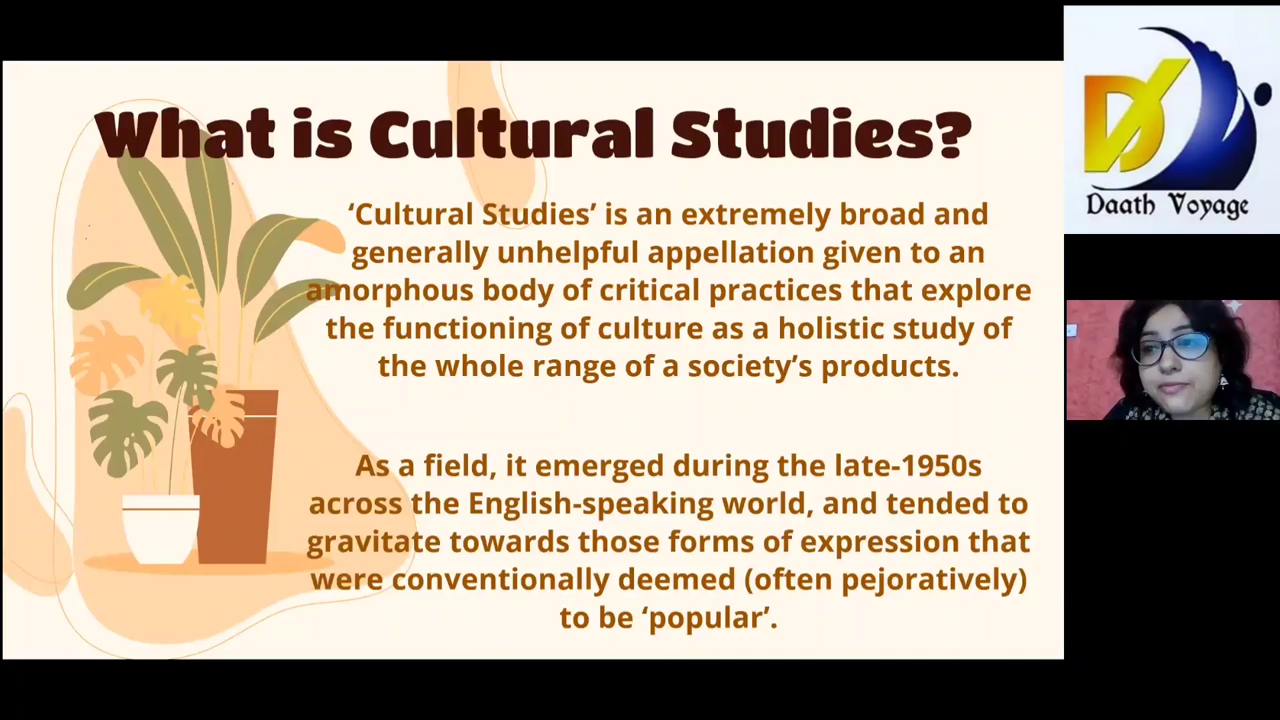 What is Cultural Studies?
‘Cultural Studies’ is an extremely broad and
generally unhelpful appellation given to an
amorphous body of critical practices that explore
the functioning of culture as a holistic study of
the whole range of a society’s products.
As a field, it emerged during the late-1950s
across the English-speaking world, and tended to
gravitate towards those forms of expression that
were conventionally deemed (often pejoratively)
to be ‘popular’.
Daath Voyage